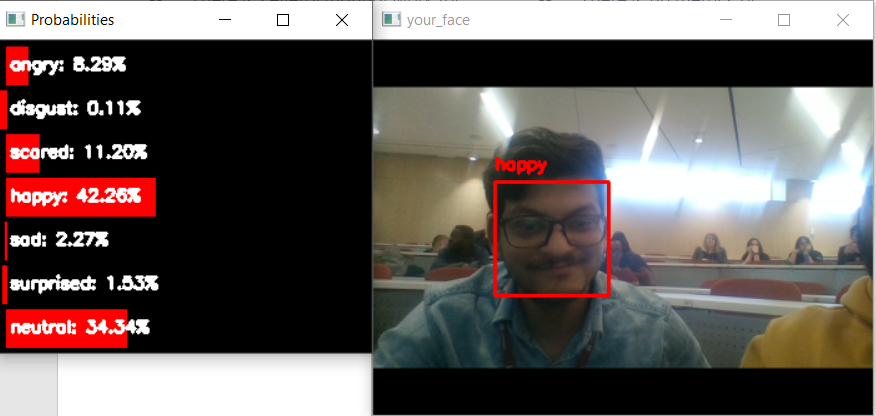 Probabilities
angry: 8.29%
disgust: 0.11%
scared: 11.20%
happy: 42.26%
sad: 2.27%
surprised: 1.53%
neutral: 34.34%
your_face
happy